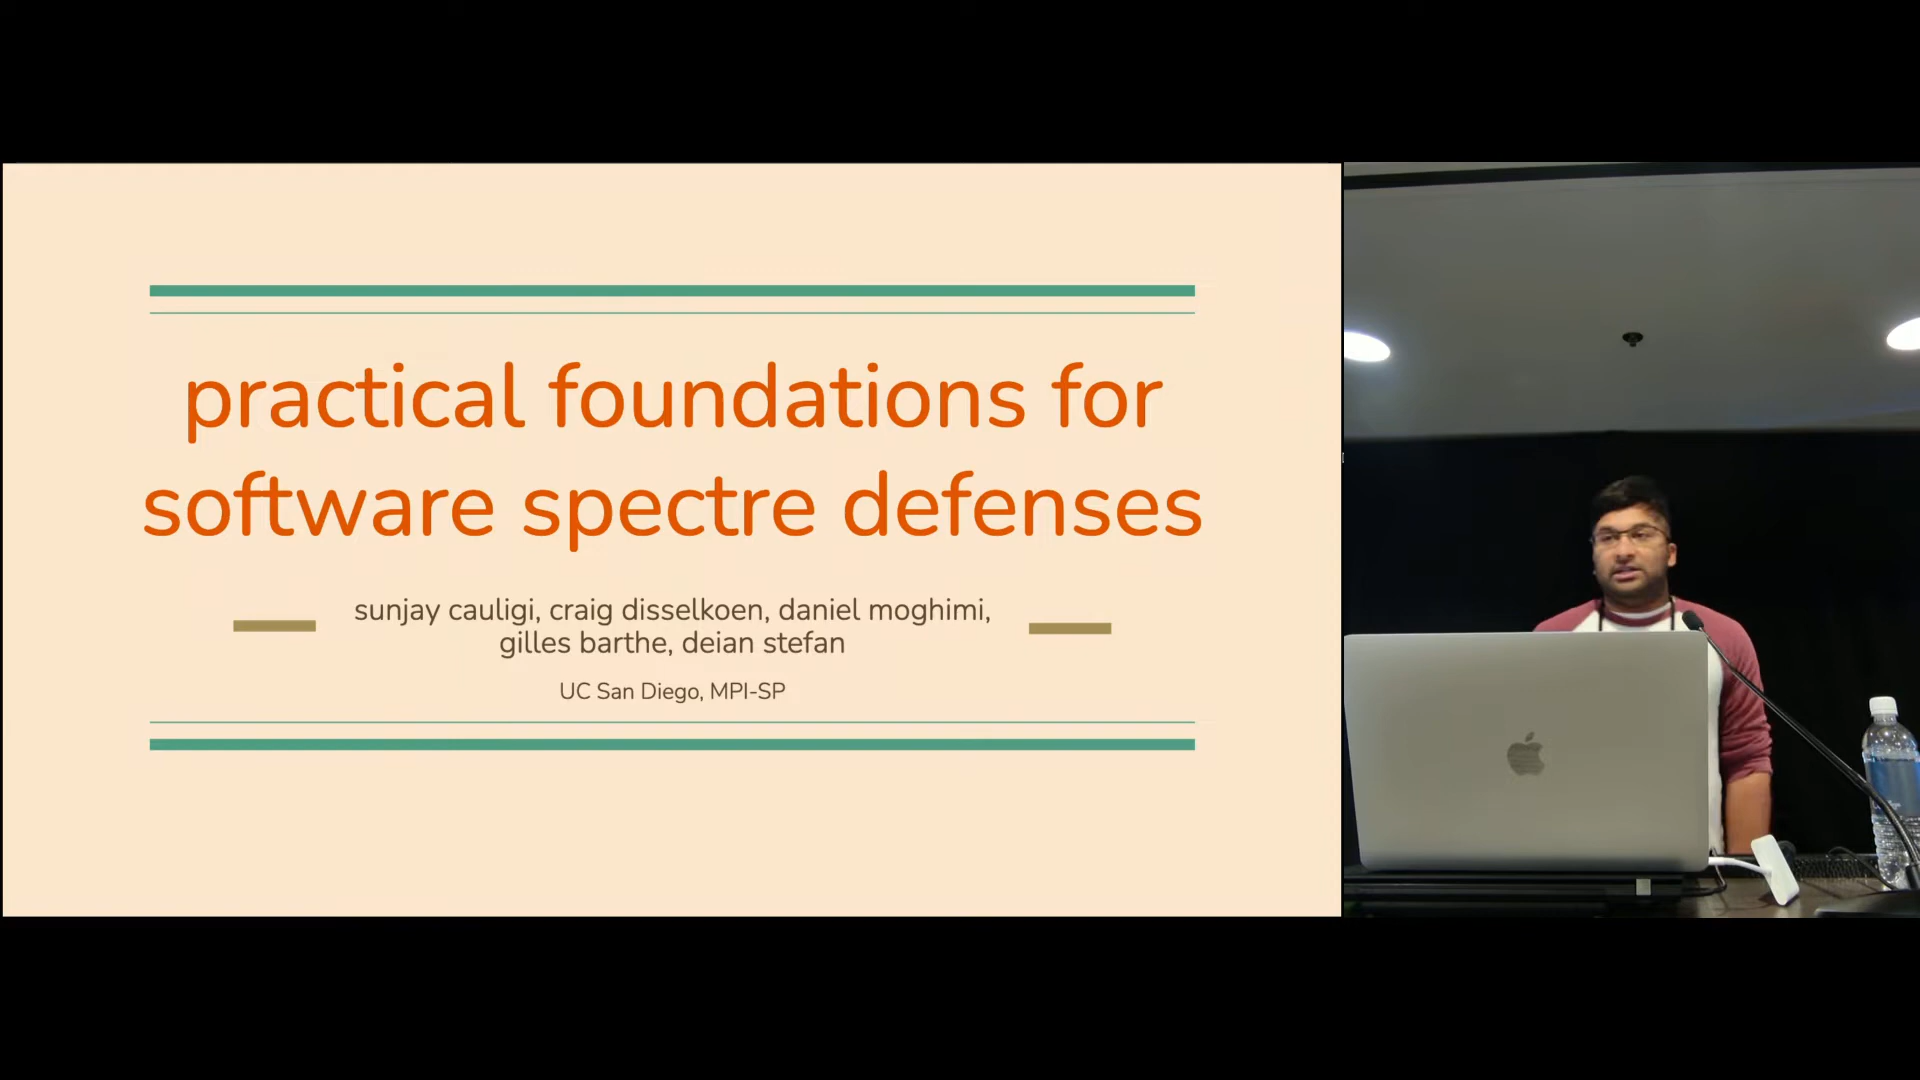 practical foundations for
software spectre defenses
sunjay cauligi, craig disselkoen, daniel moghimi,
gilles barthe, deian stefan
UC San Diego, MPI-SP